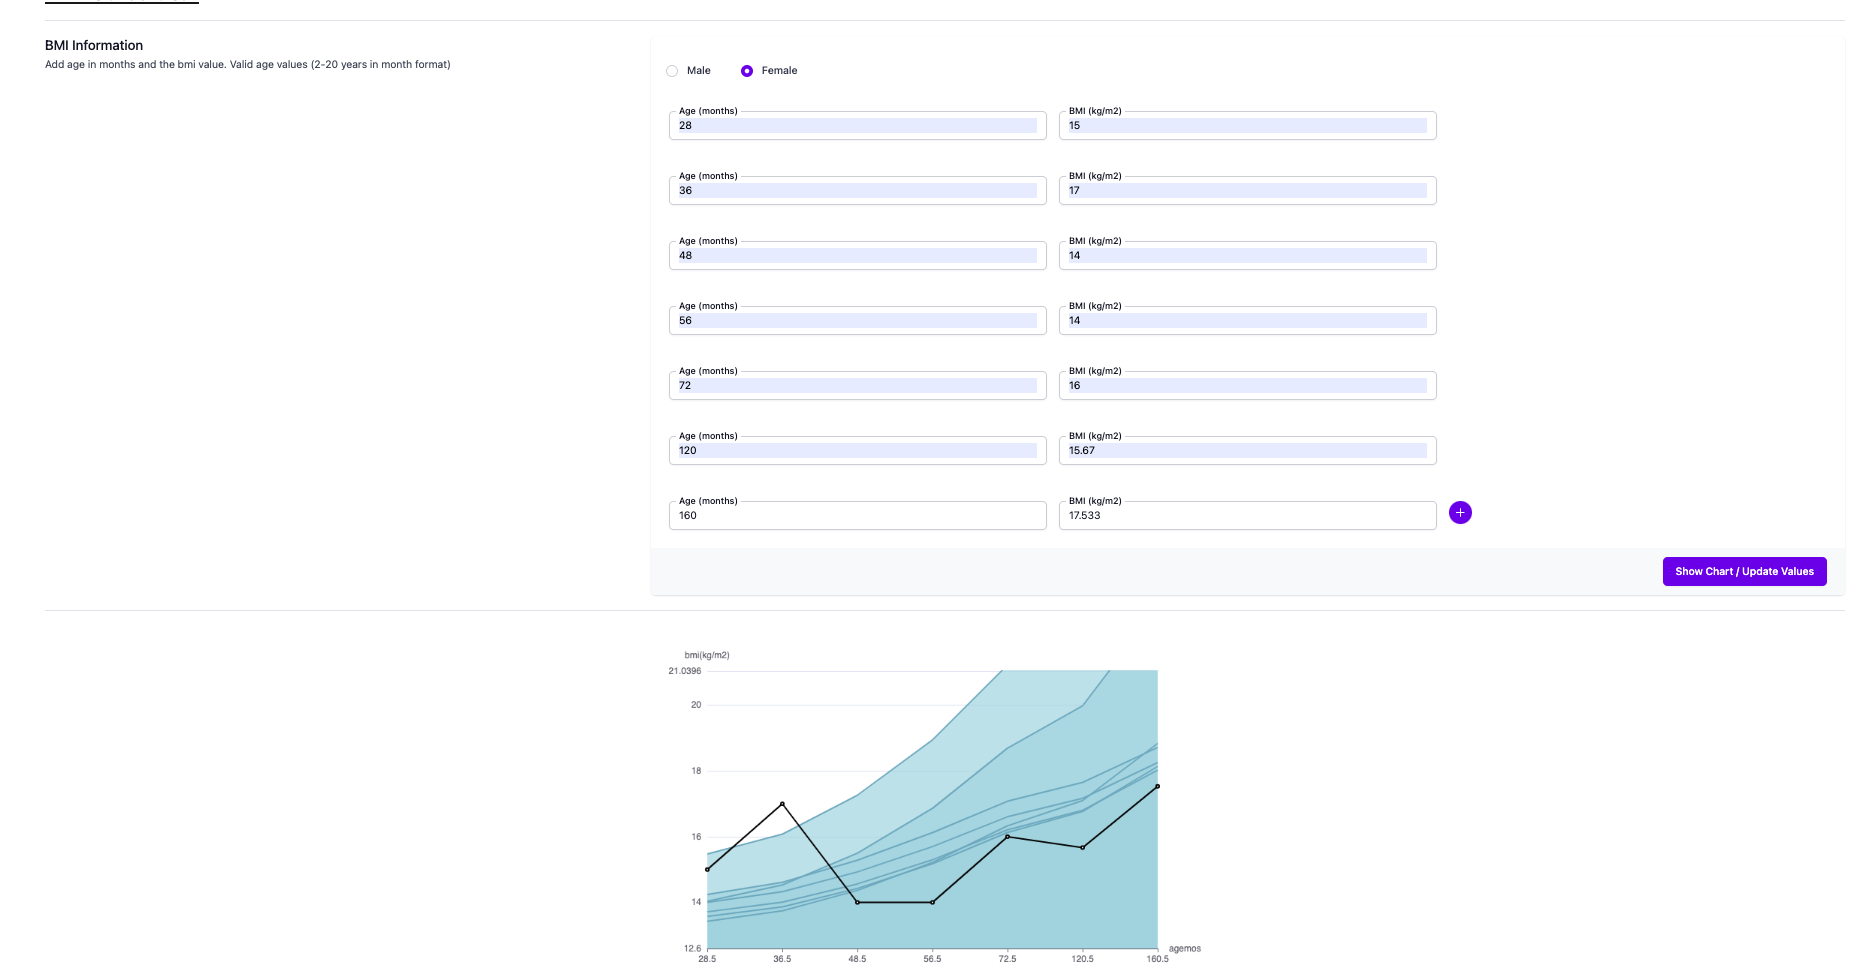 BMI Information
Add age in months and the bmi value. Valid age values (2-20 years in month format)
Male Female
Age (months) BMI (kg/m2)
28 15
Age (months) BMI (kg/m2)
36 17
Age (months) BMI (kg/m2)
48 14
Age (months) BMI (kg/m2)
56 14
Age (months) BMI (kg/m2)
72 16
Age (months) BMI (kg/m2)
120 15.67
Age (months) BMI (kg/m2)
160 17.533
Show Chart / Update Values
bmi(kg/m2)
21.0396
20
18
16
14
12.6
agemos
28.5 36.5 48.5 56.5 72.5 120.5 160.5